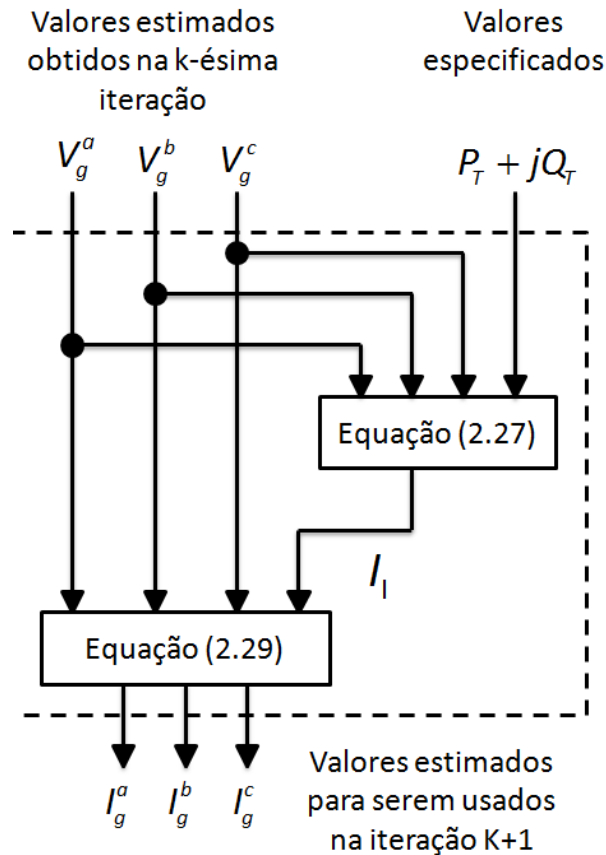 Valores estimados
obtidos na k-ésima
iteração
Valores
especificados
V_g^a V_g^b V_g^c
P_T + jQ_T
Equação (2.27)
I_I
Equação (2.29)
I_g^a I_g^b I_g^c
Valores estimados
para serem usados
na iteração K+1